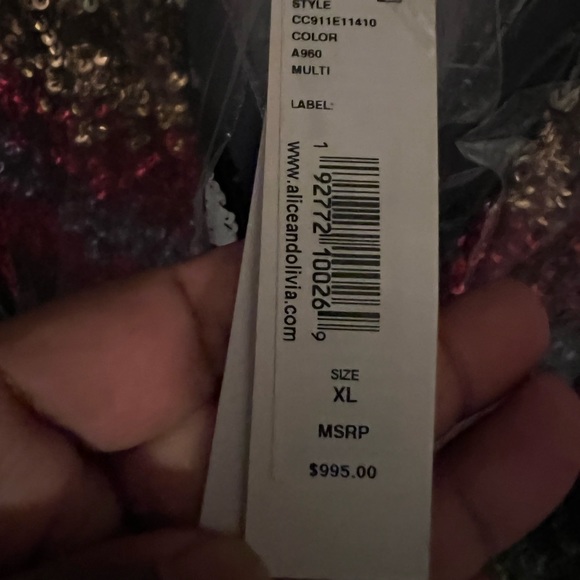 STYLE
CC911E11410
COLOR
A960
MULTI
LABEL:
1 92772 10026 9
www.aliceandolivia.com
SIZE
XL
MSRP
$995.00